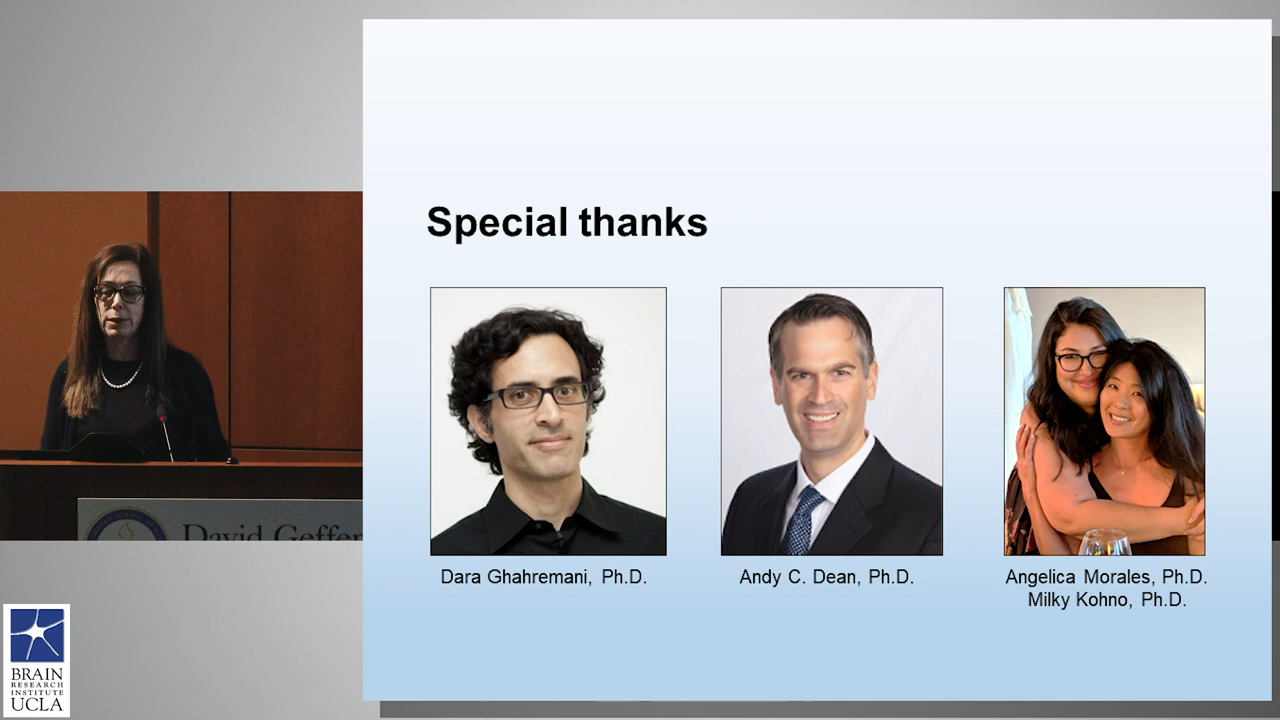 Special thanks
Dara Ghahremani, Ph.D.
Andy C. Dean, Ph.D.
Angelica Morales, Ph.D.
Milky Kohno, Ph.D.
David Geffen
BRAIN
RESEARCH
INSTITUTE
UCLA